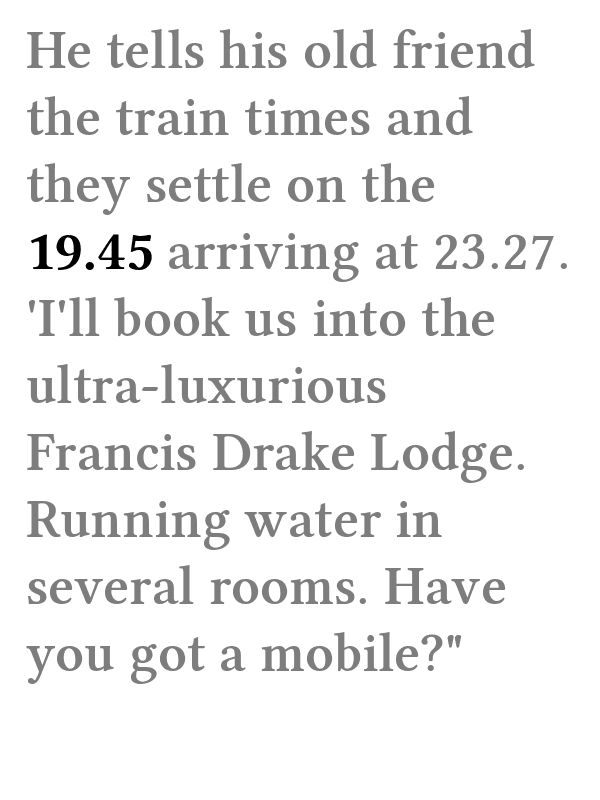 He tells his old friend
the train times and
they settle on the
19.45 arriving at 23.27.
'I'll book us into the
ultra-luxurious
Francis Drake Lodge.
Running water in
several rooms. Have
you got a mobile?"